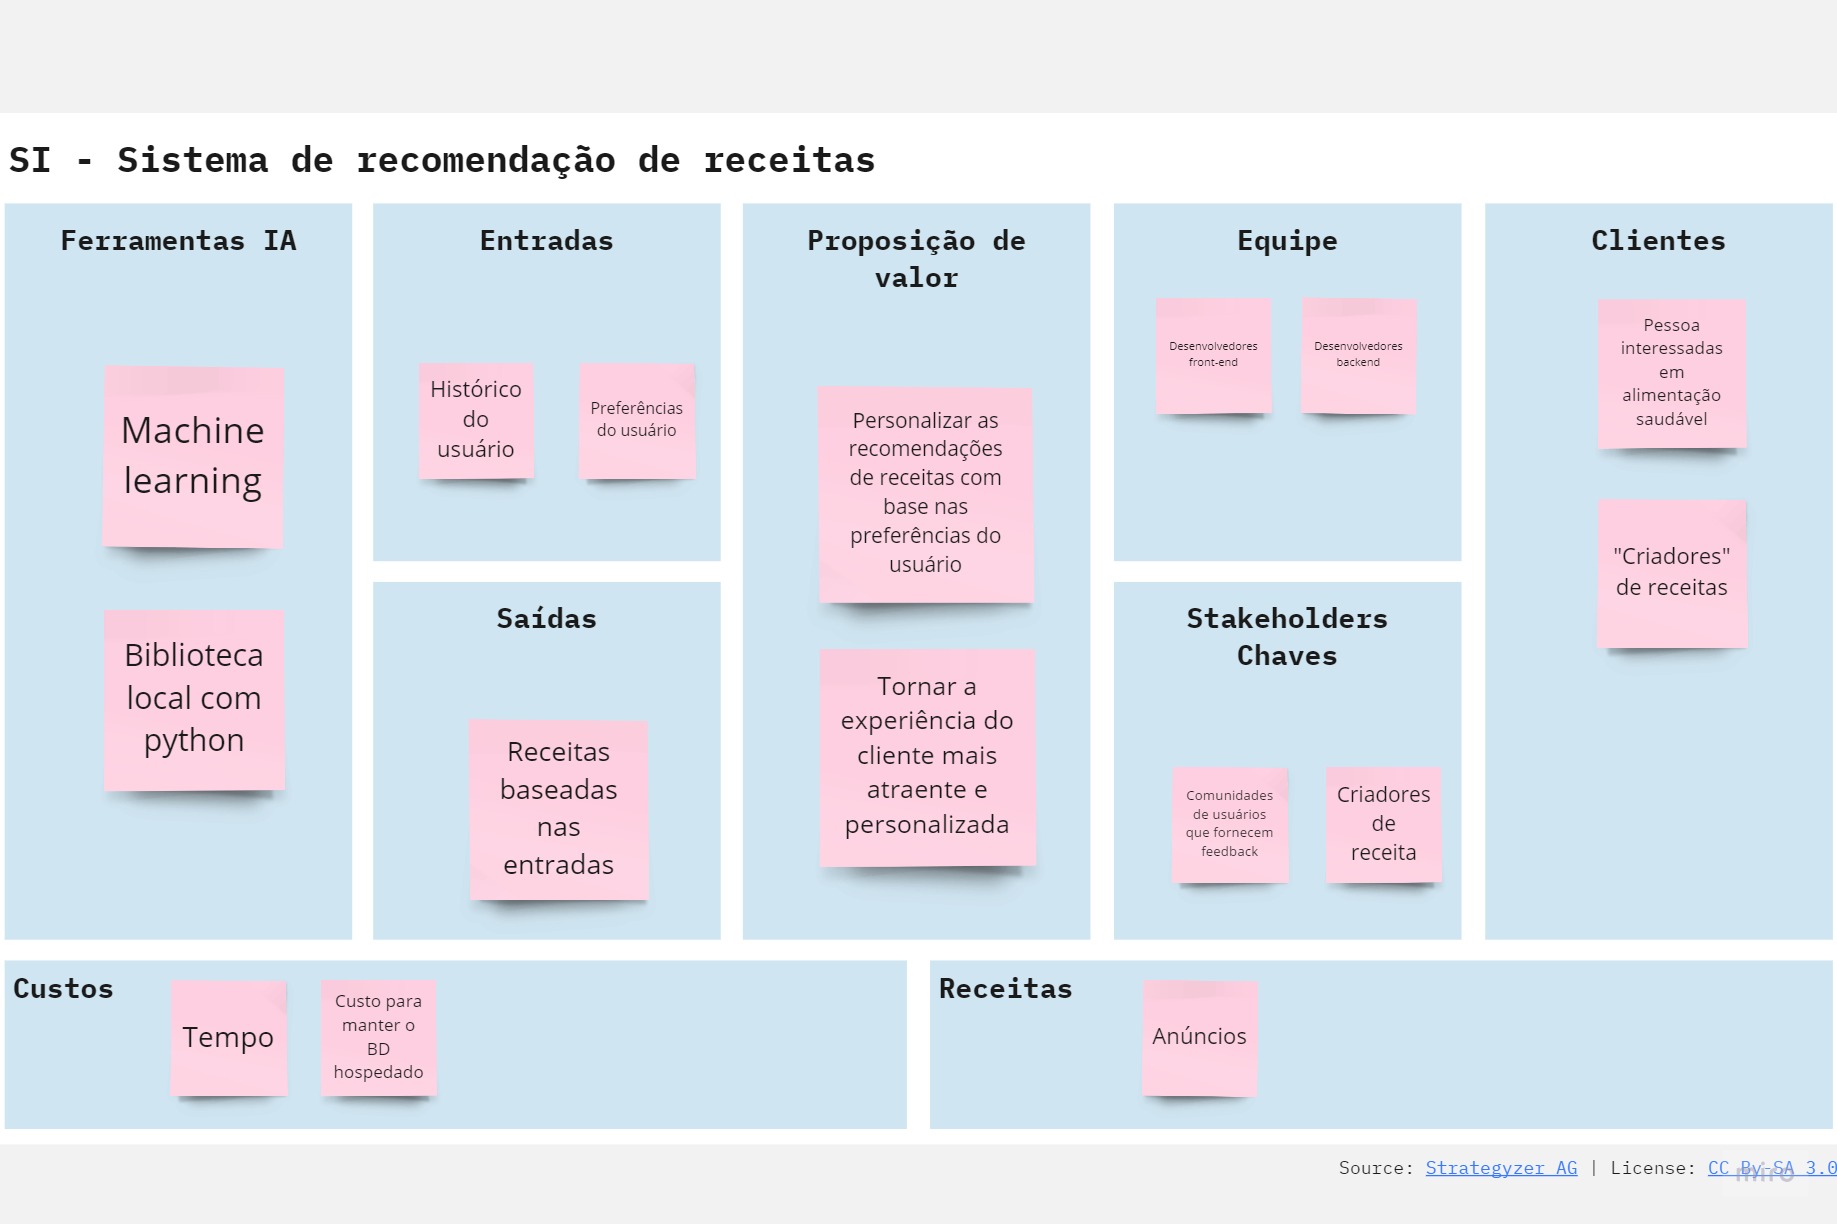 SI - Sistema de recomendação de receitas
Ferramentas IA
Machine
learning
Biblioteca
local com
python
Entradas
Histórico
do
usuário
Preferências
do usuário
Saídas
Receitas
baseadas
nas
entradas
Proposição de
valor
Personalizar as
recomendações
de receitas com
base nas
preferências do
usuário
Tornar a
experiência do
cliente mais
atraente e
personalizada
Equipe
Desenvolvedores
front-end
Desenvolvedores
backend
Stakeholders
Chaves
Comunidades
de usuários
que fornecem
feedback
Criadores
de
receita
Clientes
Pessoa
interessadas
em
alimentação
saudável
"Criadores"
de receitas
Custos
Tempo
Custo para
manter o
BD
hospedado
Receitas
Anúncios
Source: Strategyzer AG | License: CC By-SA 3.0
miro